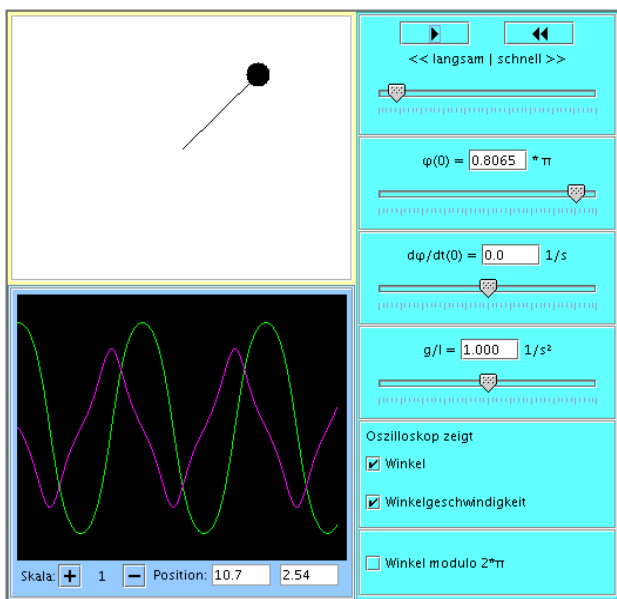 << langsam | schnell >>
φ(0) = 0.8065 * π
dφ/dt(0) = 0.0 1/s
g/l = 1.000 1/s²
Oszilloskop zeigt
Winkel
Winkelgeschwindigkeit
Winkel modulo 2*π
Skala: + 1 − Position: 10.7 2.54